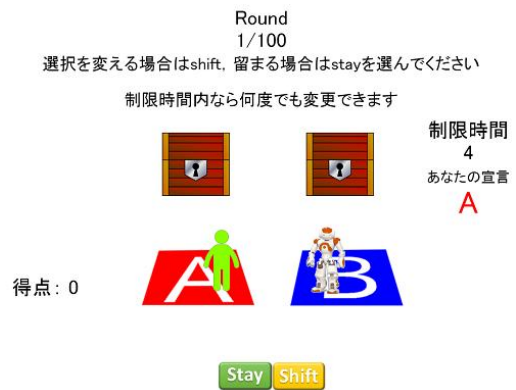 Round
1/100
選択を変える場合はshift, 留まる場合はstayを選んでください
制限時間内なら何度でも変更できます
制限時間
4
あなたの宣言
A
A
B
得点: 0
Stay
Shift